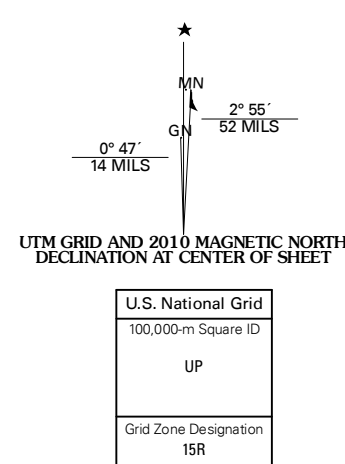 ★
MN
GN
2° 55´
52 MILS
0° 47´
14 MILS
UTM GRID AND 2010 MAGNETIC NORTH
DECLINATION AT CENTER OF SHEET
U.S. National Grid
100,000-m Square ID
UP
Grid Zone Designation
15R